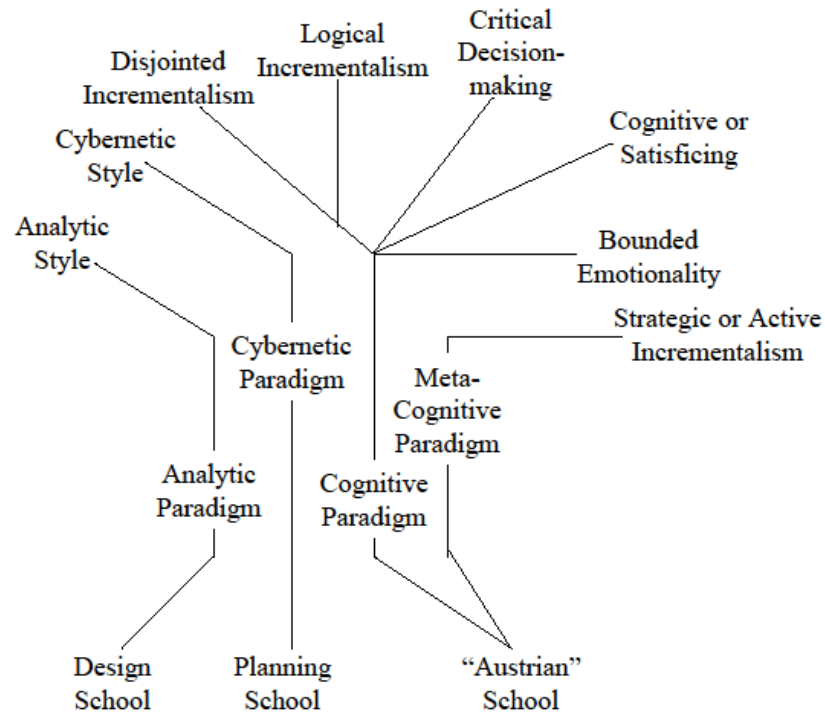 Logical
Incrementalism
Critical
Decision-
making
Disjointed
Incrementalism
Cognitive or
Satisficing
Cybernetic
Style
Analytic
Style
Bounded
Emotionality
Strategic or Active
Incrementalism
Cybernetic
Paradigm
Meta-
Cognitive
Paradigm
Analytic
Paradigm
Cognitive
Paradigm
Design
School
Planning
School
“Austrian”
School